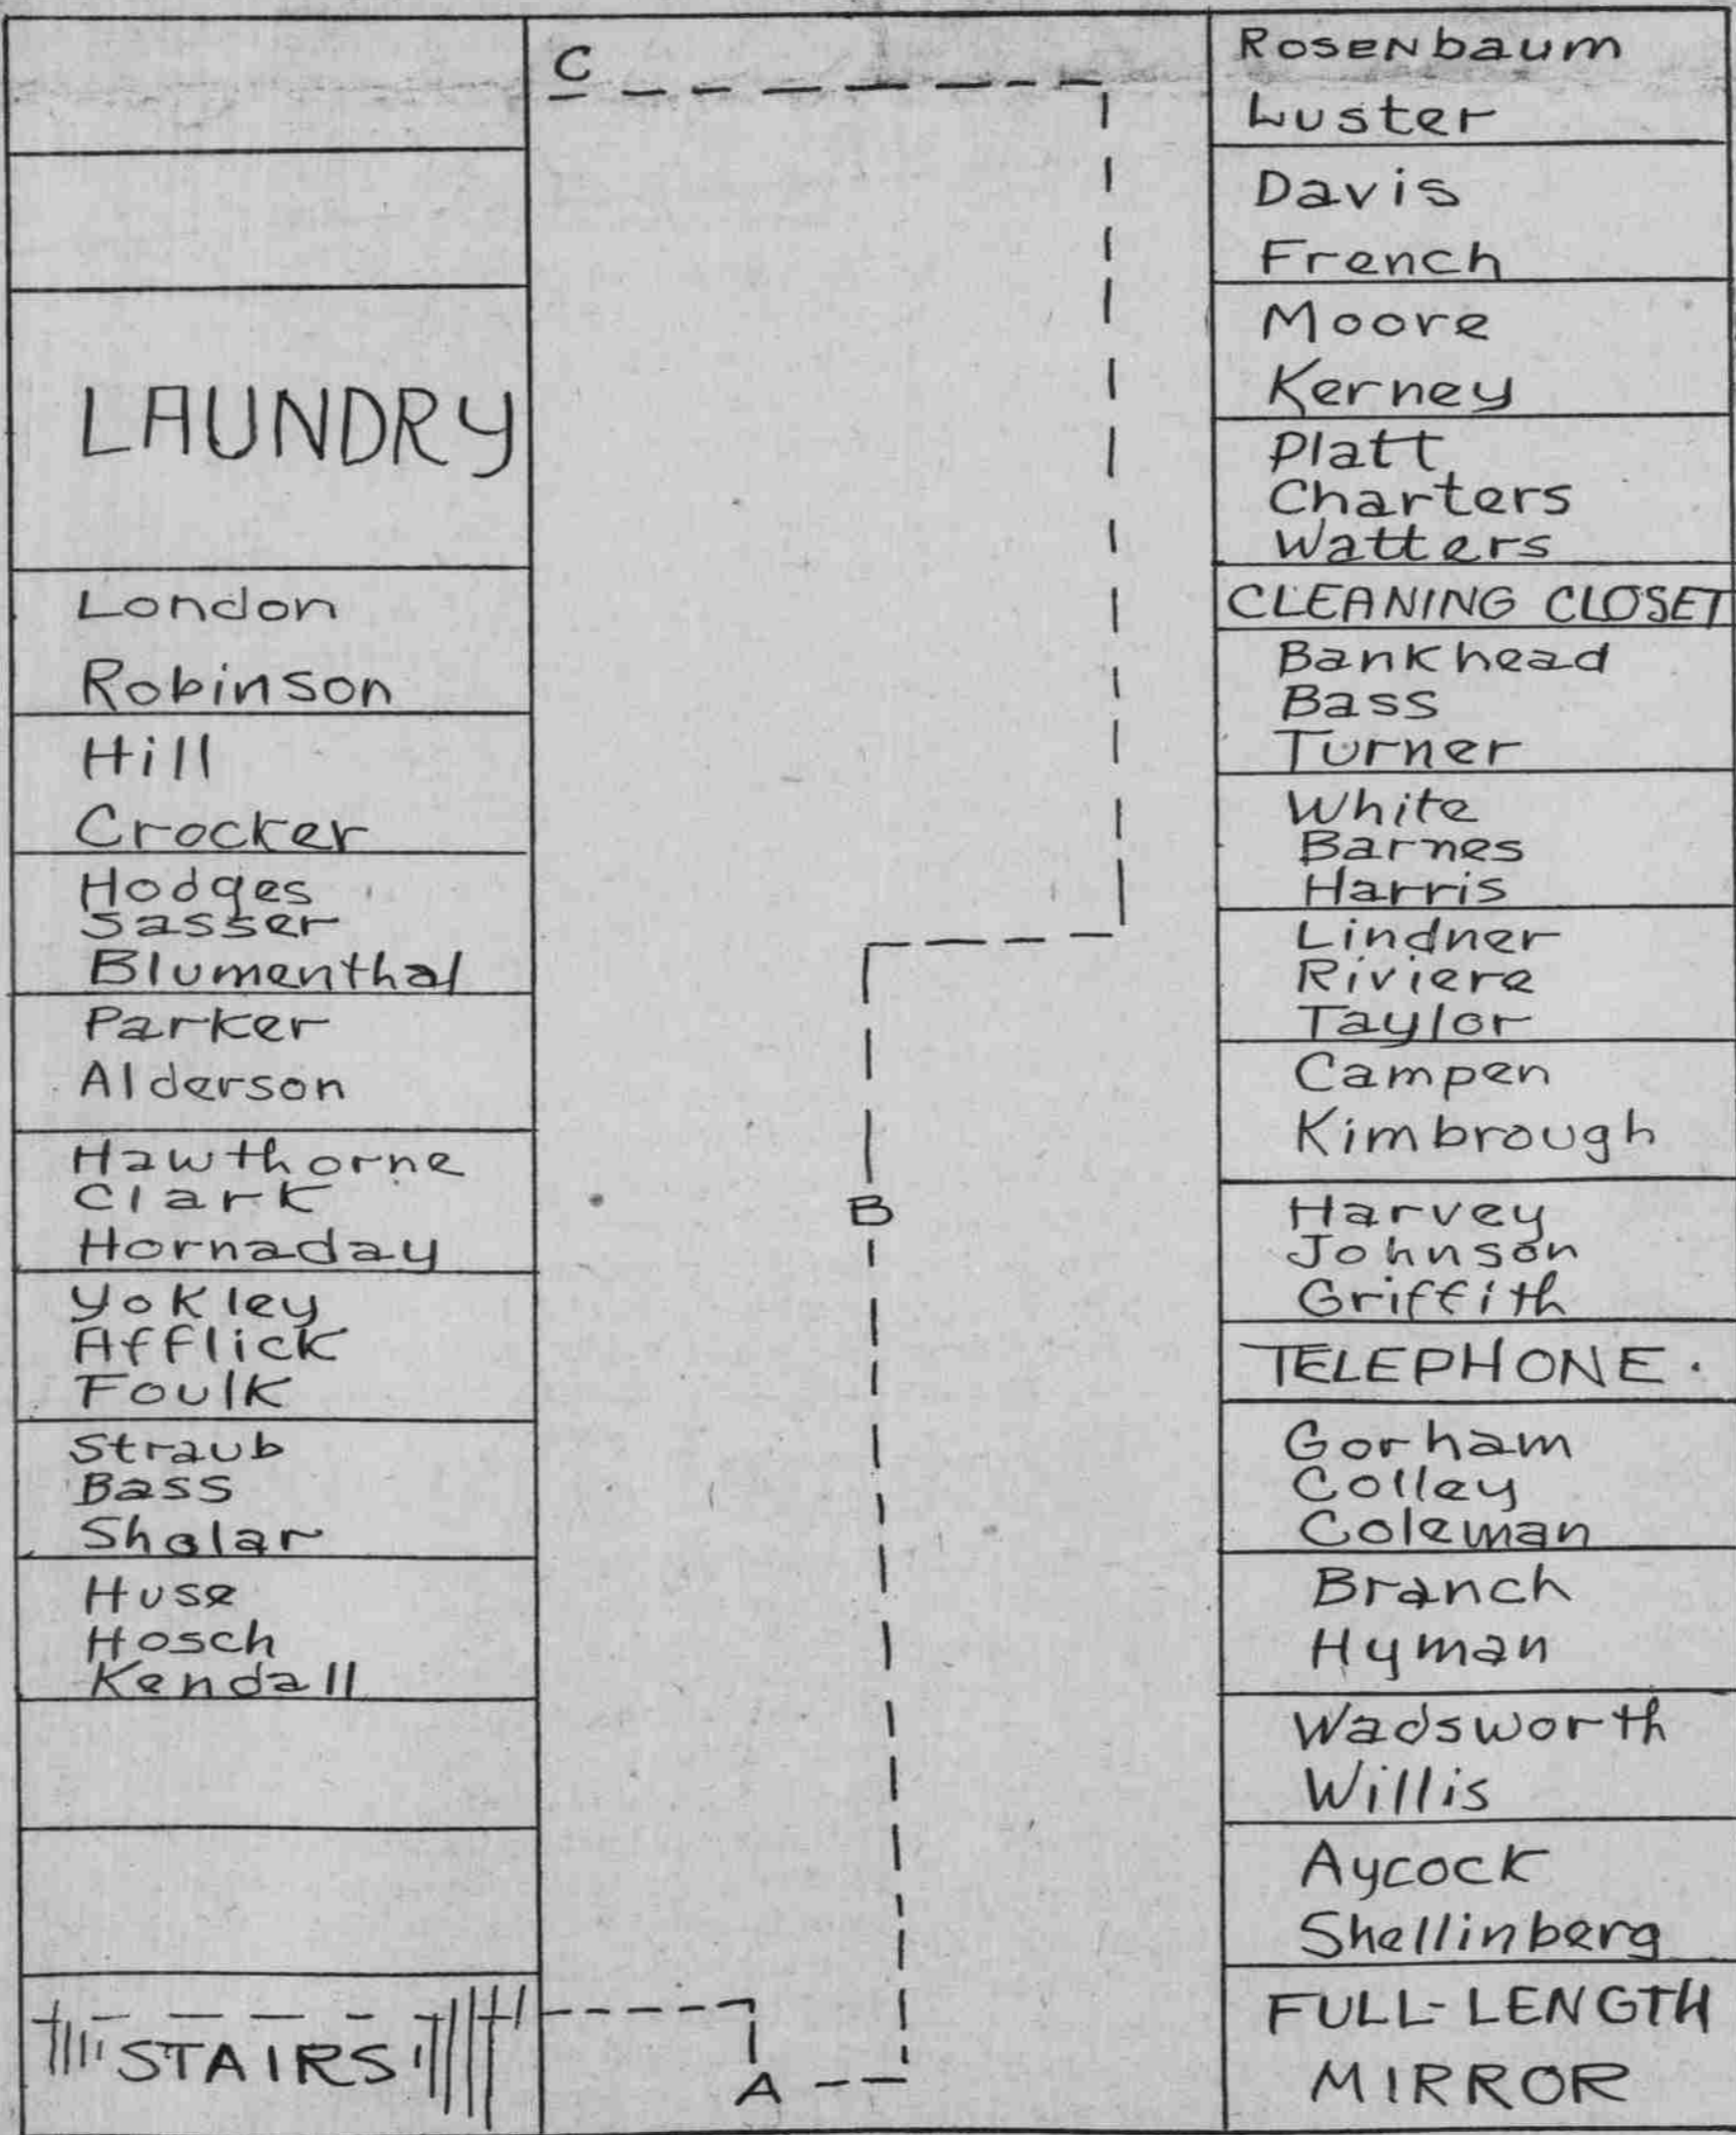 C
LAUNDRY
London
Robinson
Hill
Crocker
Hodges
Sasser
Blumenthal
Parker
Alderson
Hawthorne
Clark
Hornaday
Yokley
Afflick
Foulk
Straub
Bass
Sholar
Huse
Hosch
Kendall
STAIRS
B
A
Rosenbaum
Luster
Davis
French
Moore
Kerney
Platt
Charters
Watters
CLEANING CLOSET
Bankhead
Bass
Turner
White
Barnes
Harris
Lindner
Riviere
Taylor
Campen
Kimbrough
Harvey
Johnson
Griffith
TELEPHONE
Gorham
Colley
Coleman
Branch
Hyman
Wadsworth
Willis
Aycock
Shellinberg
FULL-LENGTH
MIRROR